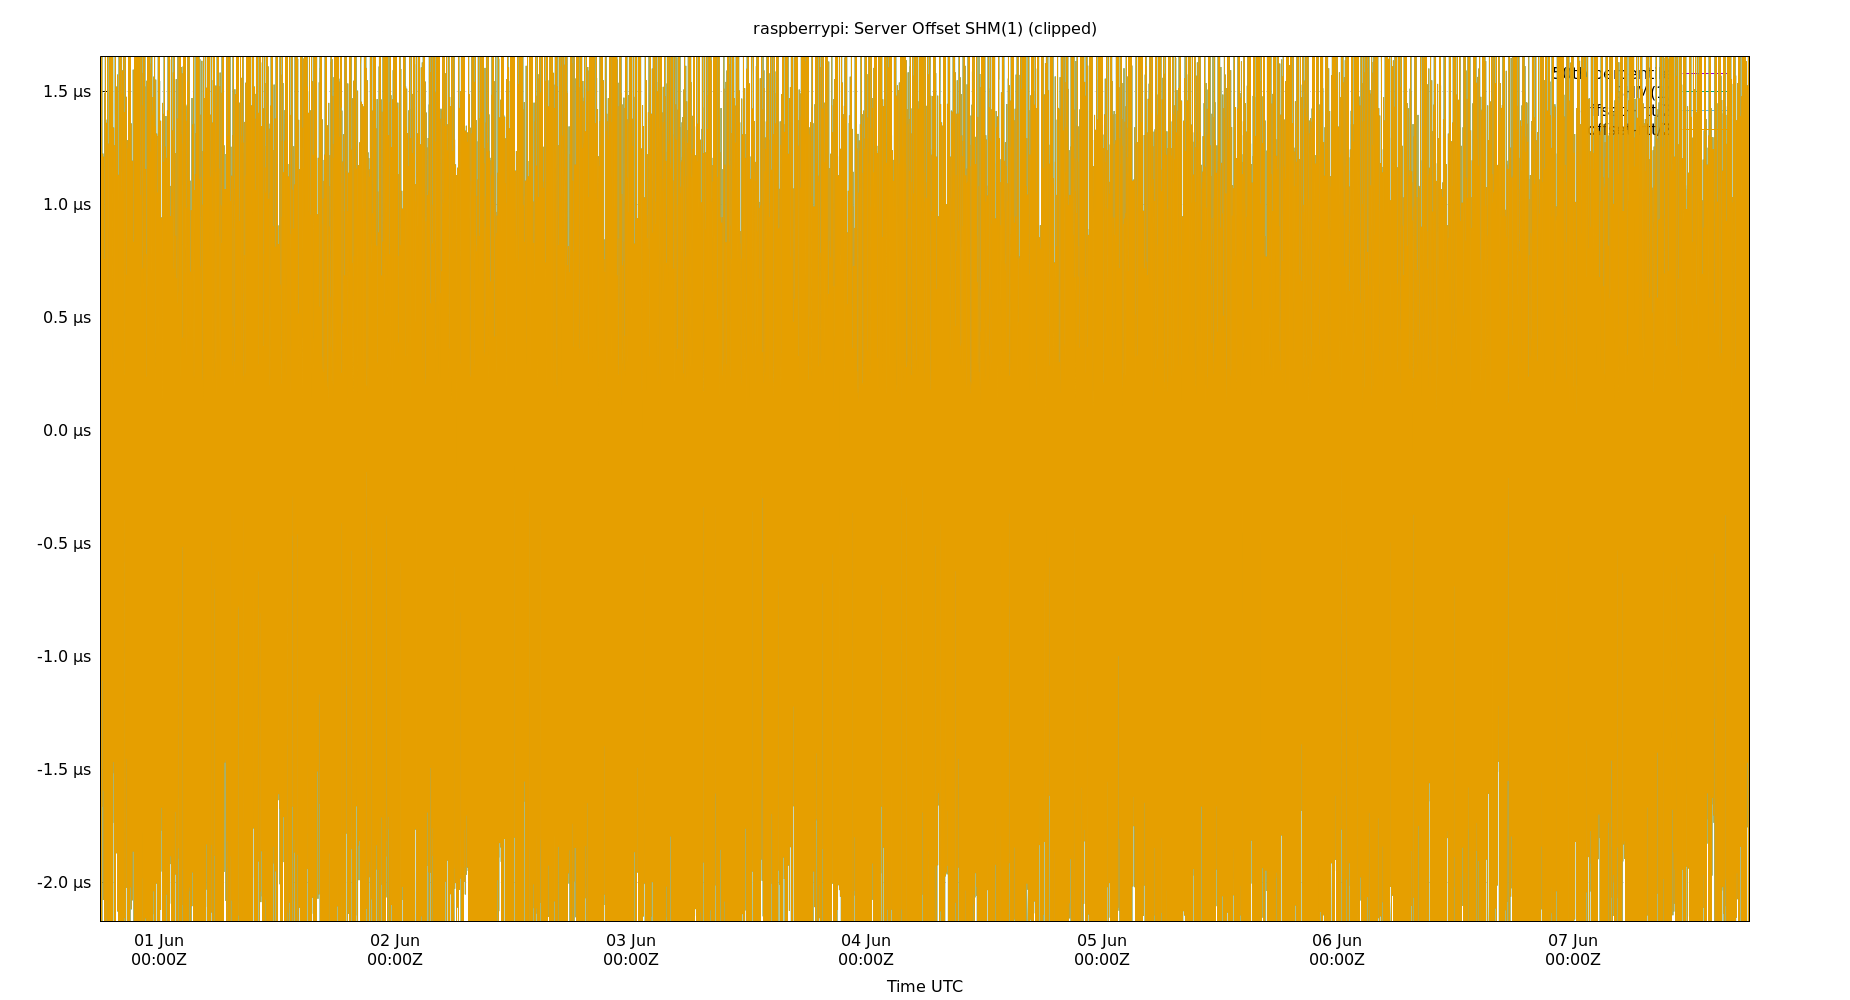 raspberrypi: Server Offset SHM(1) (clipped)
1.5 µs
1.0 µs
0.5 µs
0.0 µs
-0.5 µs
-1.0 µs
-1.5 µs
-2.0 µs
01 Jun 02 Jun 03 Jun 04 Jun 05 Jun 06 Jun 07 Jun
00:00Z 00:00Z 00:00Z 00:00Z 00:00Z 00:00Z 00:00Z
Time UTC